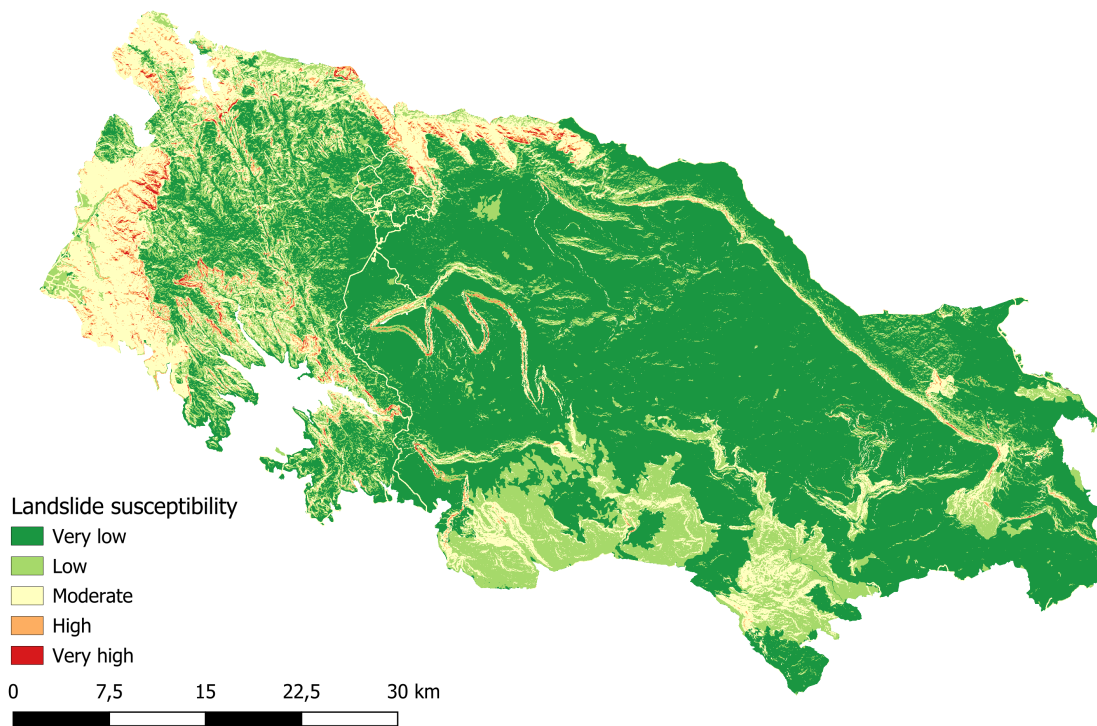 Landslide susceptibility
Very low
Low
Moderate
High
Very high
0 7,5 15 22,5 30 km